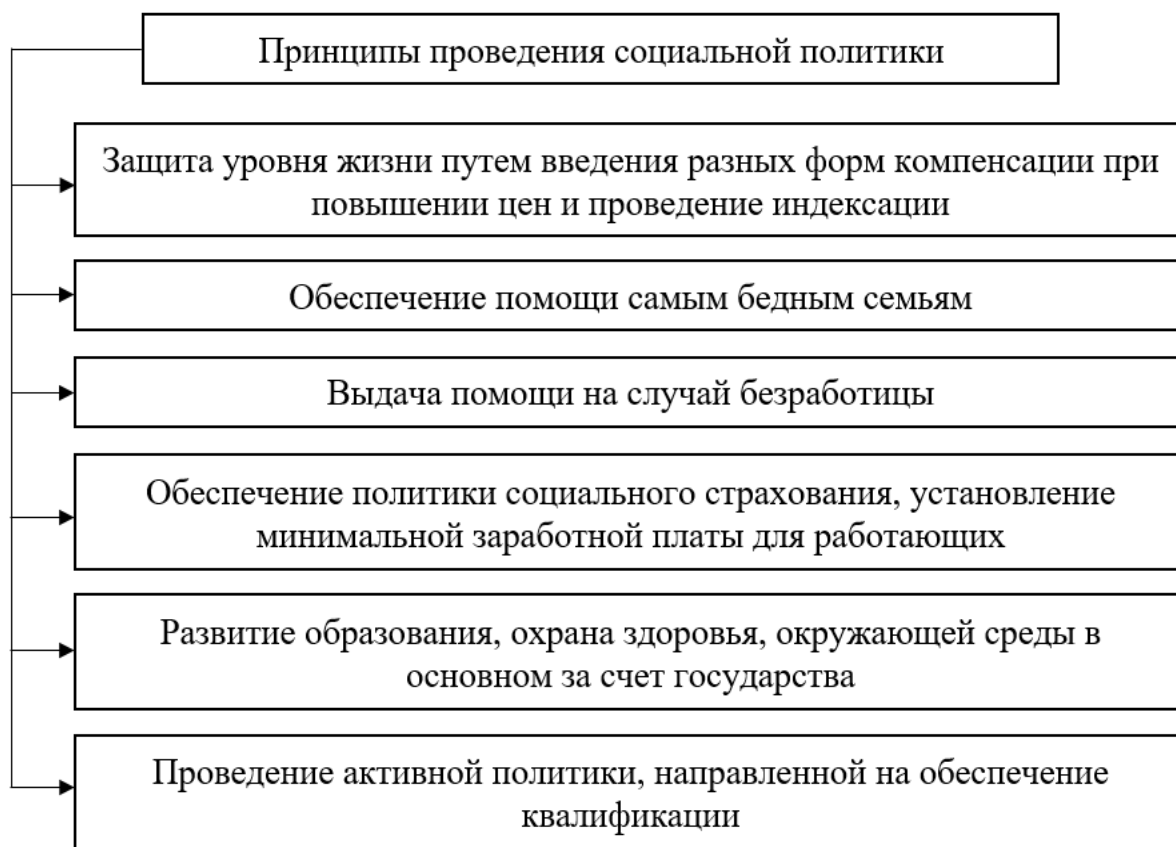 Принципы проведения социальной политики
Защита уровня жизни путем введения разных форм компенсации при
повышении цен и проведение индексации
Обеспечение помощи самым бедным семьям
Выдача помощи на случай безработицы
Обеспечение политики социального страхования, установление
минимальной заработной платы для работающих
Развитие образования, охрана здоровья, окружающей среды в
основном за счет государства
Проведение активной политики, направленной на обеспечение
квалификации